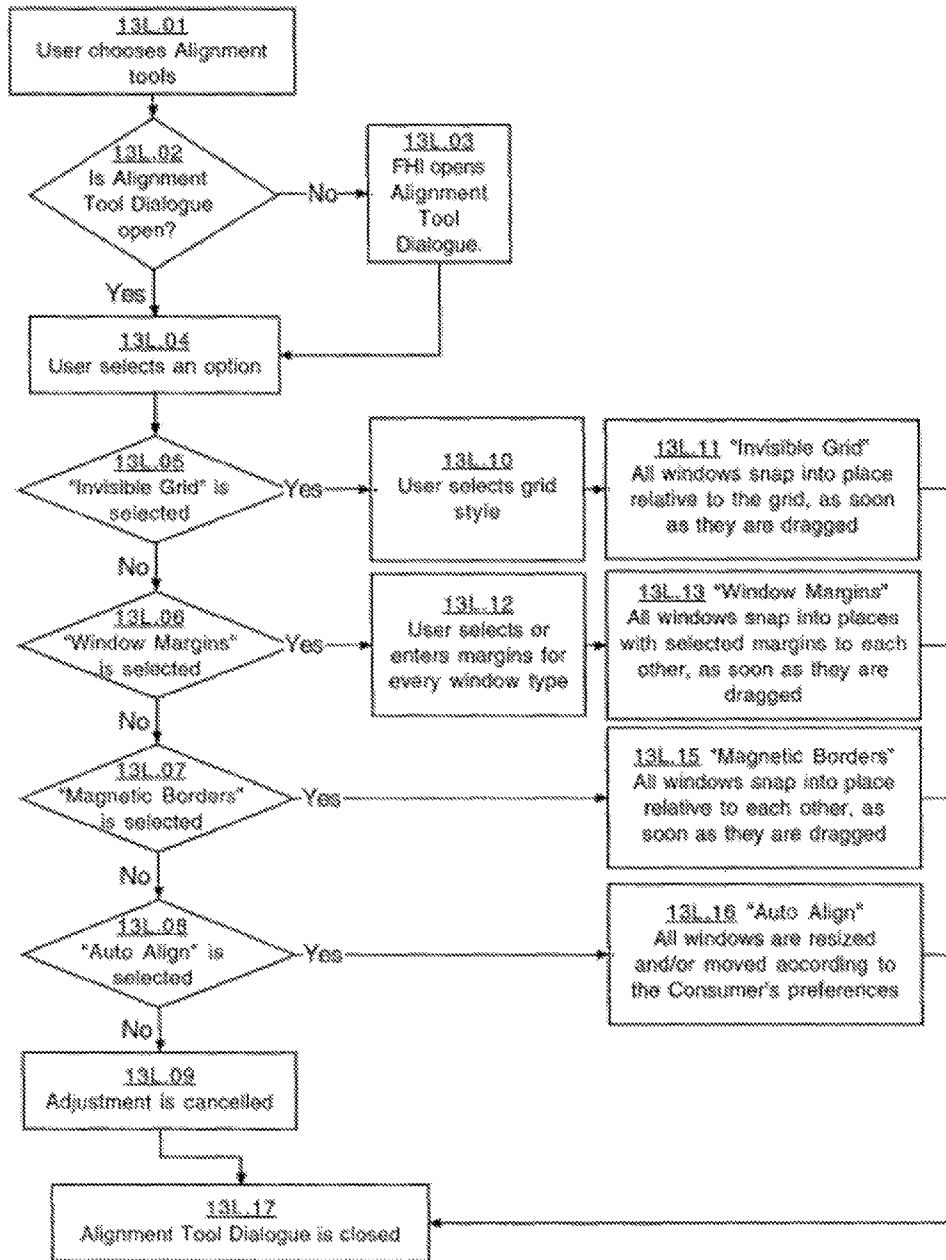 13L.01
User chooses Alignment
tools
13L.02
Is Alignment
Tool Dialogue
open?
No
13L.03
FHI opens
Alignment
Tool
Dialogue.
Yes
13L.04
User selects an option
13L.05
"Invisible Grid" is
selected
Yes
13L.10
User selects grid
style
13L.11 "Invisible Grid"
All windows snap into place
relative to the grid, as soon
as they are dragged
No
13L.06
"Window Margins"
is selected
Yes
13L.12
User selects or
enters margins for
every window type
13L.13 "Window Margins"
All windows snap into places
with selected margins to each
other, as soon as they are
dragged
No
13L.07
"Magnetic Borders"
is selected
Yes
13L.15 "Magnetic Borders"
All windows snap into place
relative to each other, as
soon as they are dragged
No
13L.08
"Auto Align" is
selected
Yes
13L.16 "Auto Align"
All windows are resized
and/or moved according to
the Consumer's preferences
No
13L.09
Adjustment is cancelled
13L.17
Alignment Tool Dialogue is closed